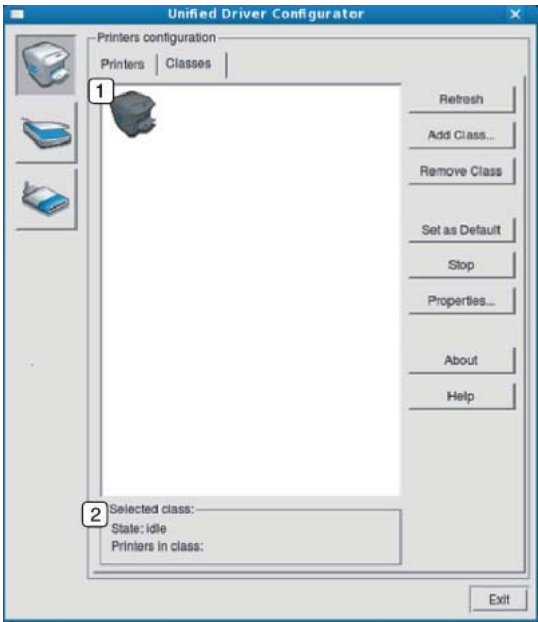 Unified Driver Configurator
Printers configuration
Printers
Classes
1
Refresh
Add Class...
Remove Class
Set as Default
Stop
Properties...
About
Help
2
Selected class:
State: idle
Printers in class:
Exit